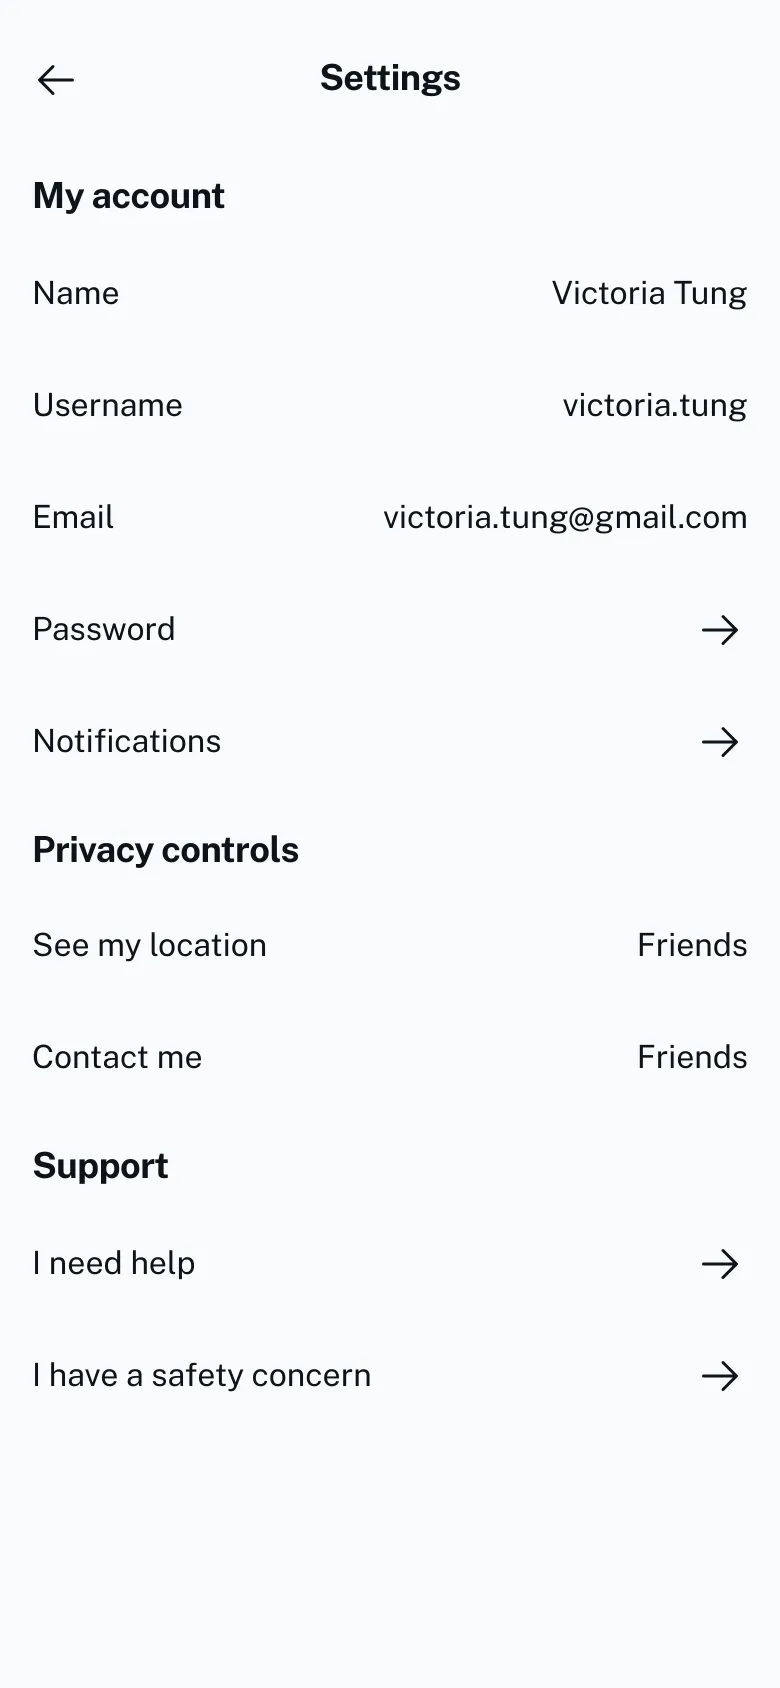 Settings
My account
Name Victoria Tung
Username victoria.tung
Email victoria.tung@gmail.com
Password
Notifications
Privacy controls
See my location Friends
Contact me Friends
Support
I need help
I have a safety concern